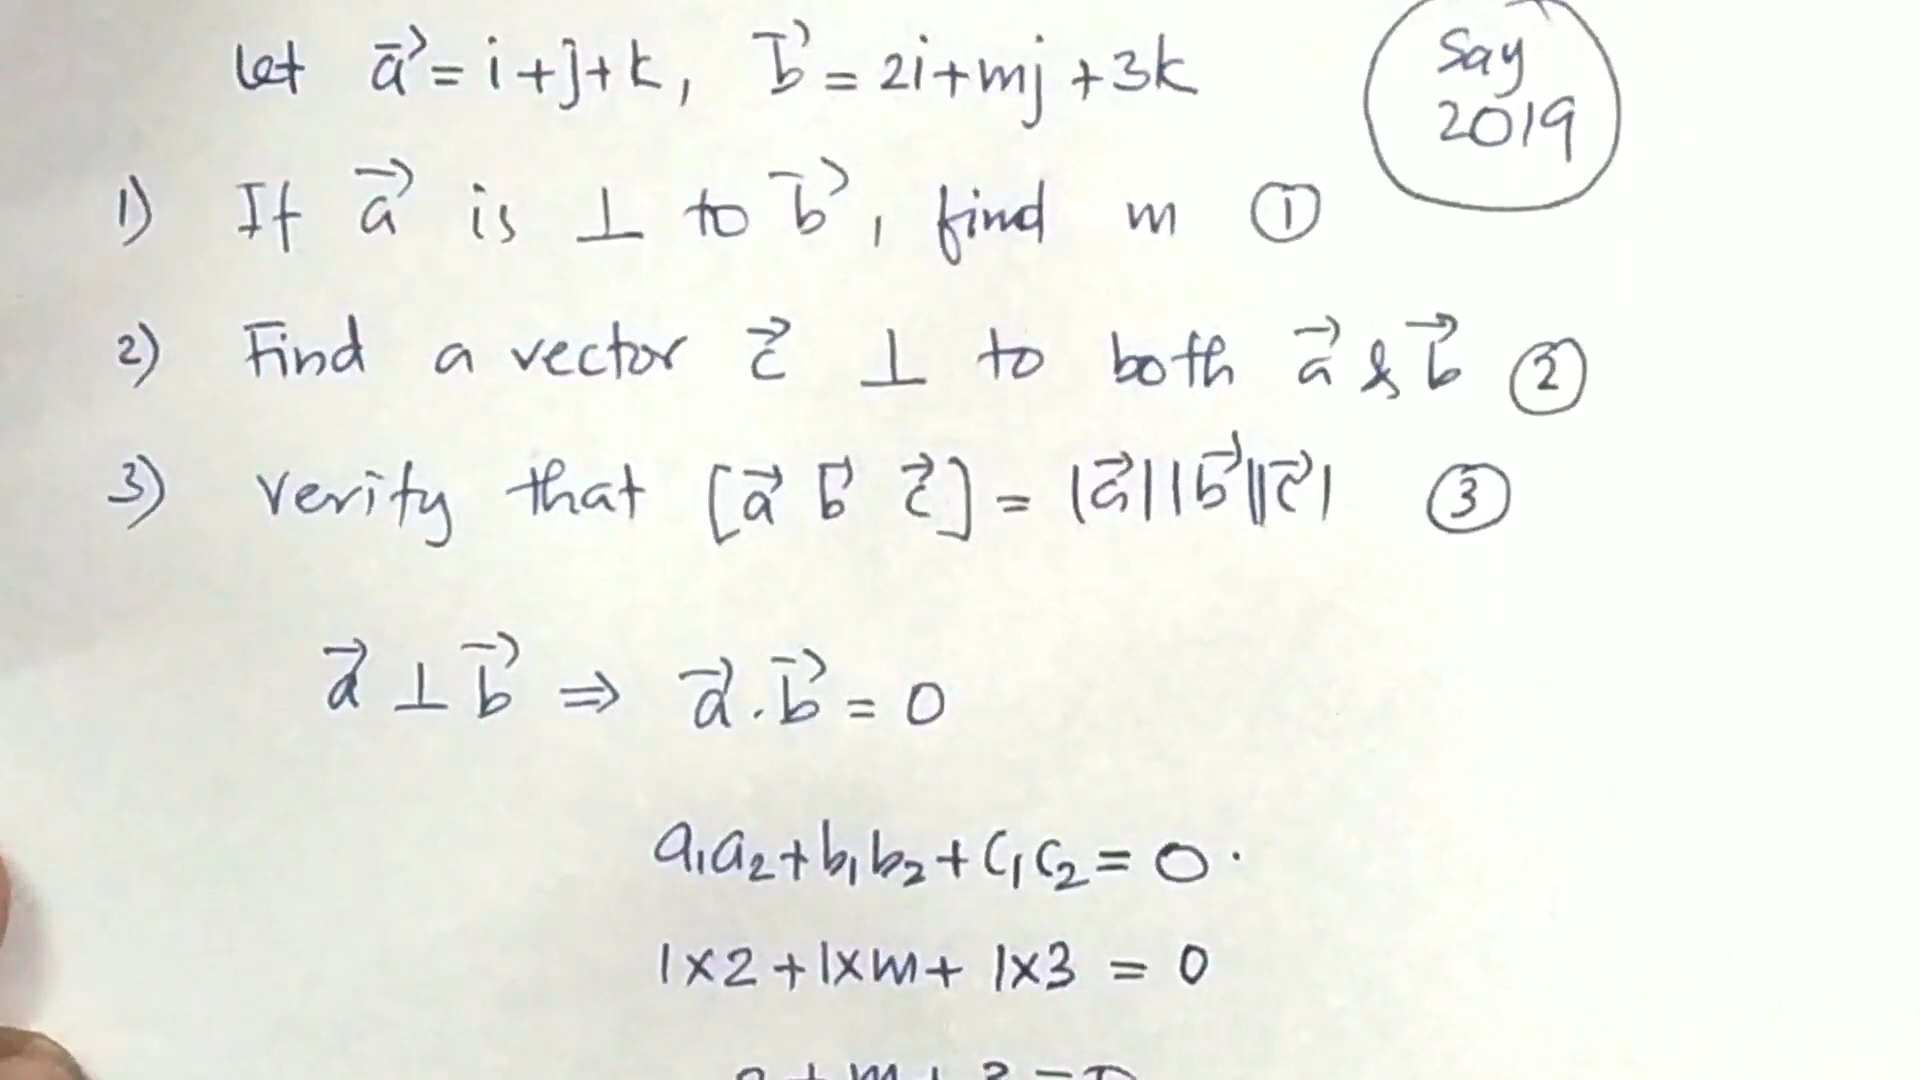 let a⃗ = i+j+k, b⃗ = 2i+mj+3k
Say
2019
1) If a⃗ is ⊥ to b⃗, find m ①
2) Find a vector c⃗ ⊥ to both a⃗ & b⃗ ②
3) verify that [a⃗ b⃗ c⃗] = |a⃗||b⃗||c⃗| ③
a⃗ ⊥ b⃗ ⇒ a⃗ . b⃗ = 0
a₁a₂+b₁b₂+c₁c₂ = 0.
1×2+1×m+1×3 = 0